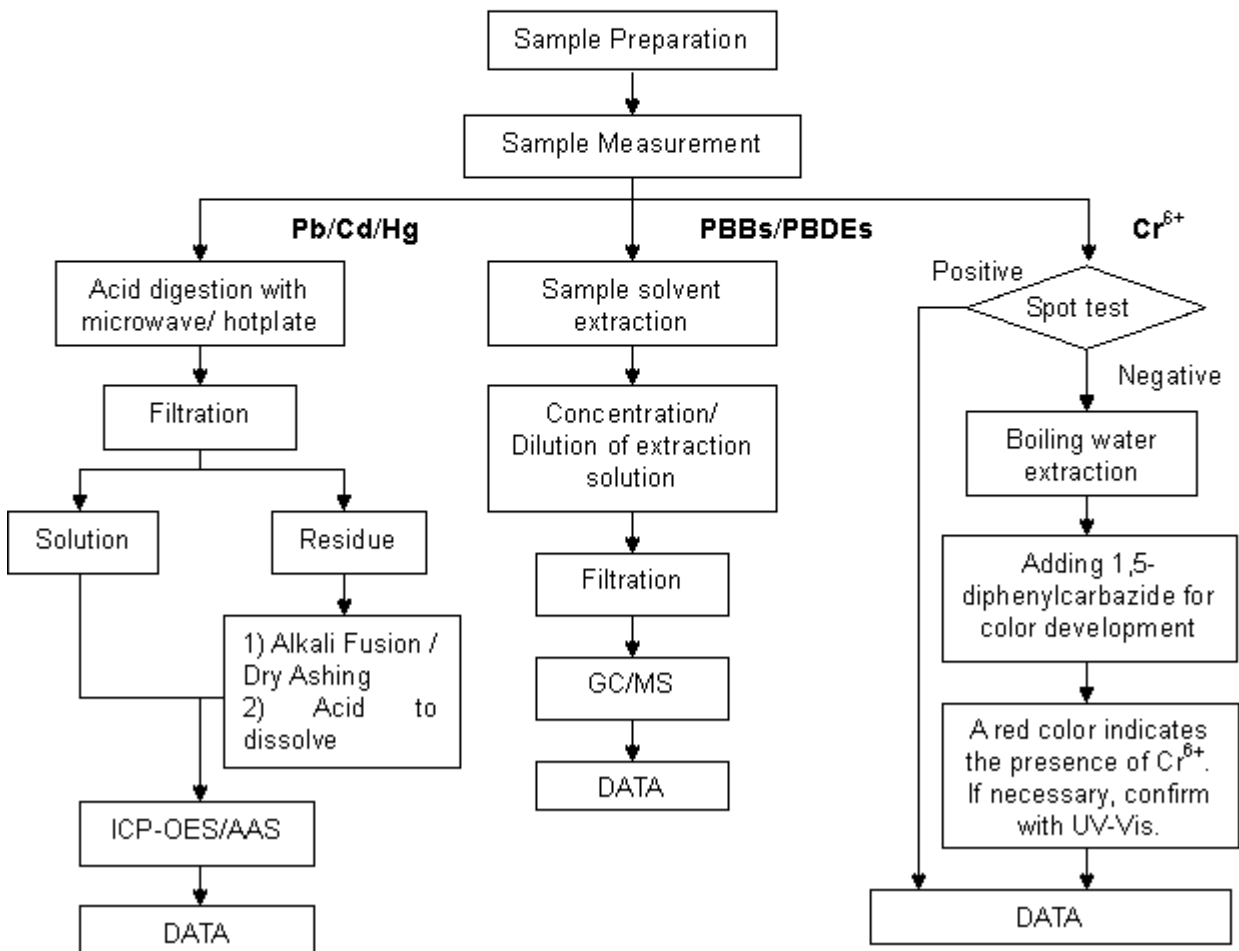 Sample Preparation
Sample Measurement
Pb/Cd/Hg
PBBs/PBDEs
Cr⁶⁺
Acid digestion with
microwave/ hotplate
Filtration
Solution
Residue
1) Alkali Fusion /
Dry Ashing
2) Acid to
dissolve
ICP-OES/AAS
DATA
Sample solvent
extraction
Concentration/
Dilution of extraction
solution
Filtration
GC/MS
DATA
Positive
Spot test
Negative
Boiling water
extraction
Adding 1,5-
diphenylcarbazide for
color development
A red color indicates
the presence of Cr⁶⁺.
If necessary, confirm
with UV-Vis.
DATA